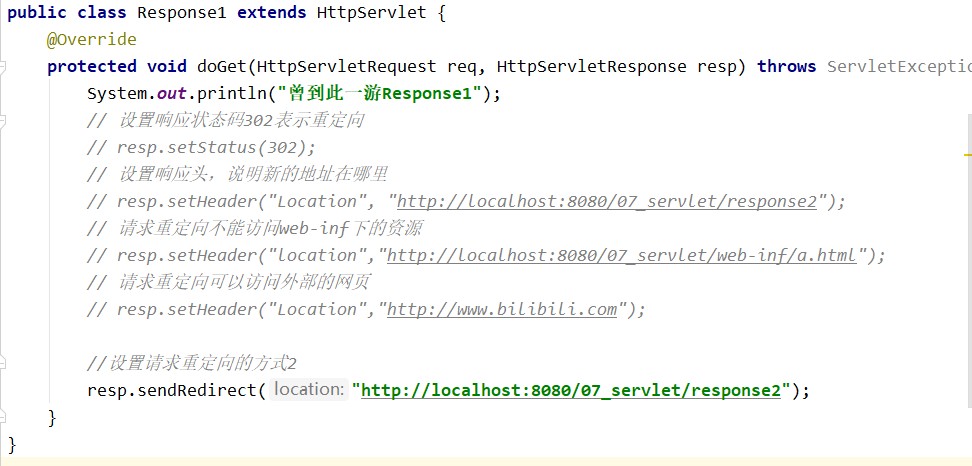 public class Response1 extends HttpServlet {
@Override
protected void doGet(HttpServletRequest req, HttpServletResponse resp) throws ServletExceptio
System.out.println("曾到此一游Response1");
// 设置响应状态码302表示重定向
// resp.setStatus(302);
// 设置响应头，说明新的地址在哪里
// resp.setHeader("Location", "http://localhost:8080/07_servlet/response2");
// 请求重定向不能访问web-inf下的资源
// resp.setHeader("location","http://localhost:8080/07_servlet/web-inf/a.html");
// 请求重定向可以访问外部的网页
// resp.setHeader("Location","http://www.bilibili.com");
//设置请求重定向的方式2
resp.sendRedirect( location: "http://localhost:8080/07_servlet/response2");
}
}